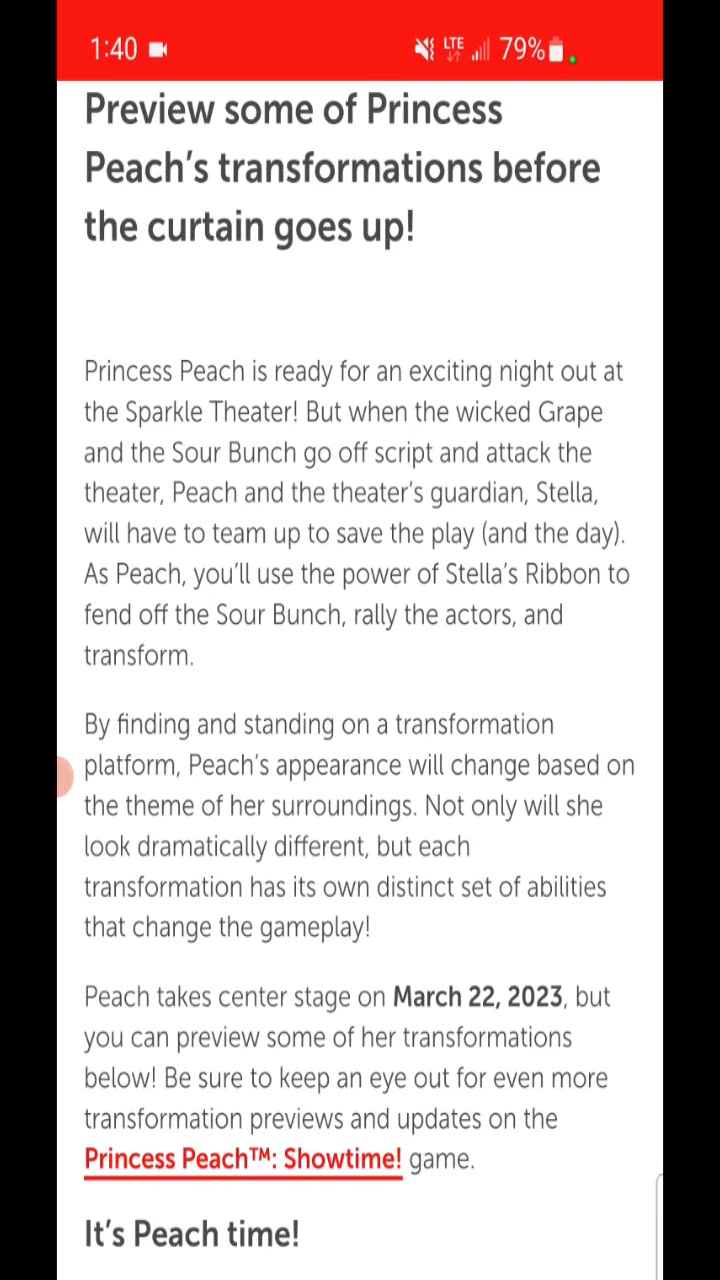 1:40 LTE 79%
Preview some of Princess
Peach's transformations before
the curtain goes up!
Princess Peach is ready for an exciting night out at
the Sparkle Theater! But when the wicked Grape
and the Sour Bunch go off script and attack the
theater, Peach and the theater's guardian, Stella,
will have to team up to save the play (and the day).
As Peach, you'll use the power of Stella's Ribbon to
fend off the Sour Bunch, rally the actors, and
transform.
By finding and standing on a transformation
platform, Peach's appearance will change based on
the theme of her surroundings. Not only will she
look dramatically different, but each
transformation has its own distinct set of abilities
that change the gameplay!
Peach takes center stage on March 22, 2023, but
you can preview some of her transformations
below! Be sure to keep an eye out for even more
transformation previews and updates on the
Princess Peach™: Showtime! game.
It's Peach time!